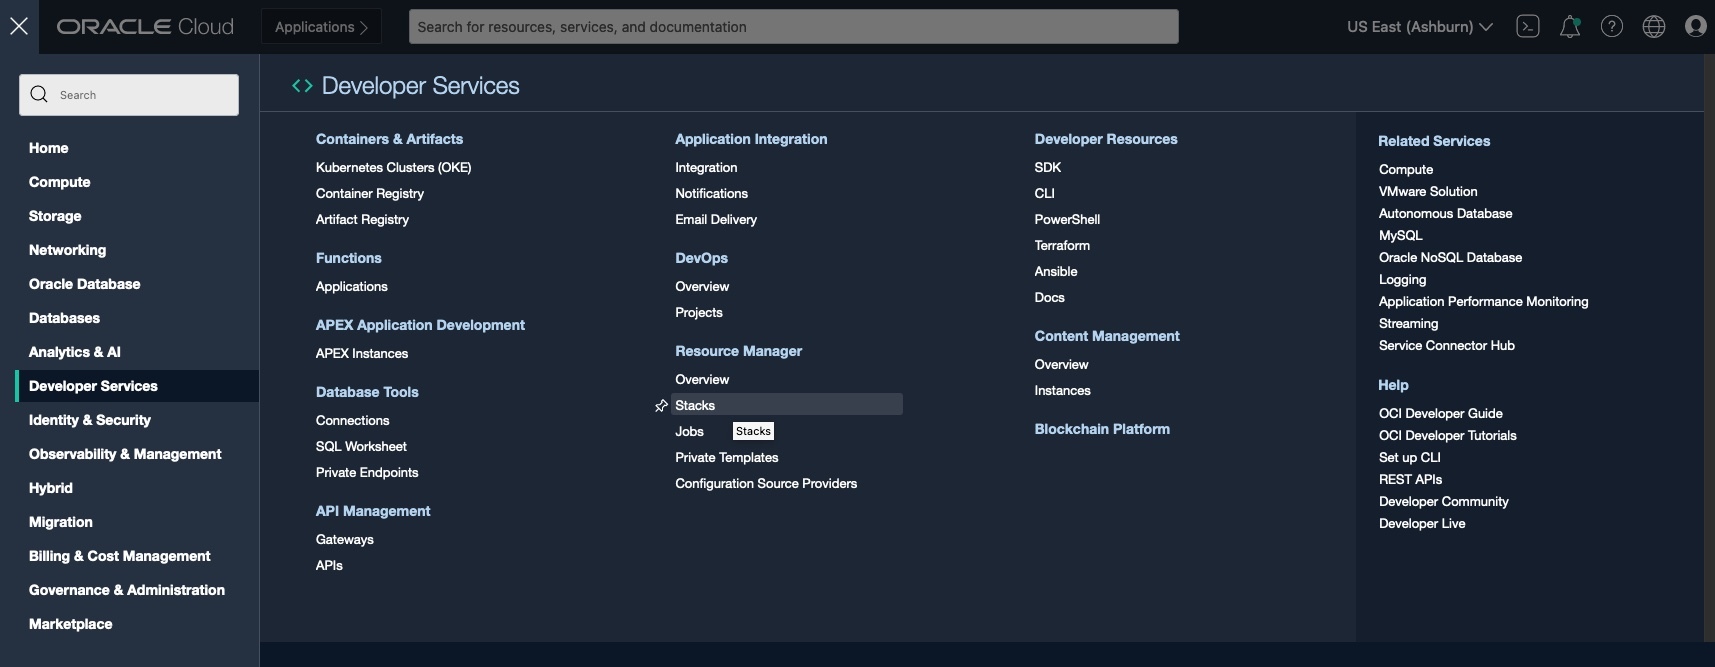 ORACLE Cloud
Applications
Search for resources, services, and documentation
US East (Ashburn)
Search
Home
Compute
Storage
Networking
Oracle Database
Databases
Analytics & AI
Developer Services
Identity & Security
Observability & Management
Hybrid
Migration
Billing & Cost Management
Governance & Administration
Marketplace
Developer Services
Containers & Artifacts
Kubernetes Clusters (OKE)
Container Registry
Artifact Registry
Functions
Applications
APEX Application Development
APEX Instances
Database Tools
Connections
SQL Worksheet
Private Endpoints
API Management
Gateways
APIs
Application Integration
Integration
Notifications
Email Delivery
DevOps
Overview
Projects
Resource Manager
Overview
Stacks
Jobs
Stacks
Private Templates
Configuration Source Providers
Developer Resources
SDK
CLI
PowerShell
Terraform
Ansible
Docs
Content Management
Overview
Instances
Blockchain Platform
Related Services
Compute
VMware Solution
Autonomous Database
MySQL
Oracle NoSQL Database
Logging
Application Performance Monitoring
Streaming
Service Connector Hub
Help
OCI Developer Guide
OCI Developer Tutorials
Set up CLI
REST APIs
Developer Community
Developer Live